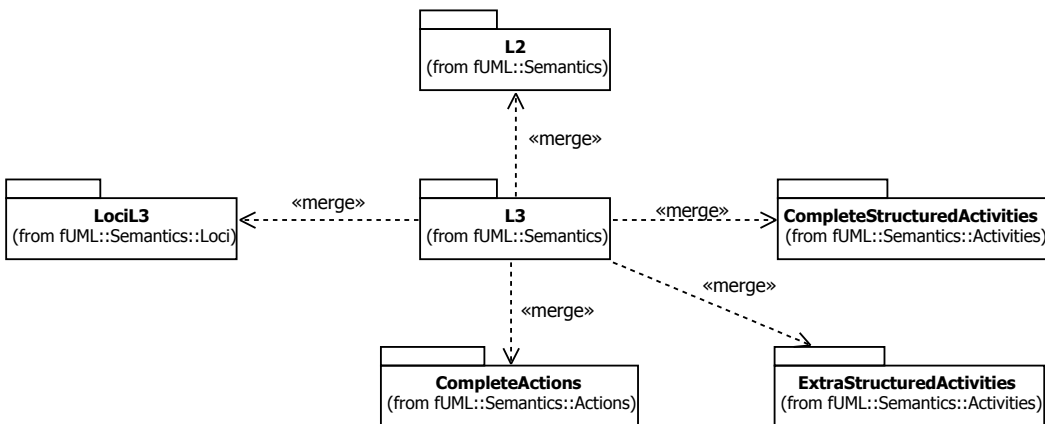 L2
(from fUML::Semantics)
«merge»
«merge»
«merge»
LociL3
(from fUML::Semantics::Loci)
L3
(from fUML::Semantics)
CompleteStructuredActivities
(from fUML::Semantics::Activities)
«merge»
«merge»
CompleteActions
(from fUML::Semantics::Actions)
ExtraStructuredActivities
(from fUML::Semantics::Activities)